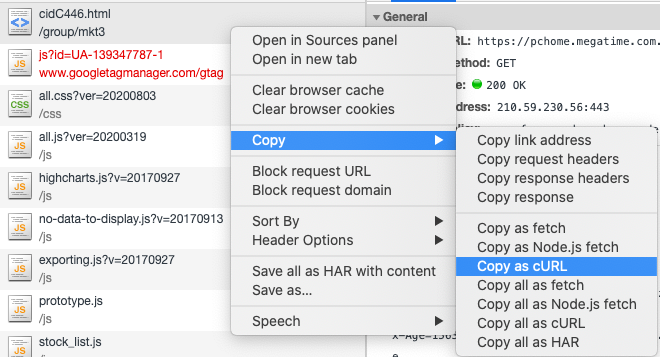 cidC446.html
/group/mkt3
js?id=UA-139347787-1
www.googletagmanager.com/gtag
all.css?ver=20200803
/css
all.js?ver=20200319
/js
highcharts.js?v=20170927
/js
no-data-to-display.js?v=20170913
/js
exporting.js?v=20170927
/js
prototype.js
/js
stock_list.js
/js
Open in Sources panel
Open in new tab
Clear browser cache
Clear browser cookies
Copy
Block request URL
Block request domain
Sort By
Header Options
Save all as HAR with content
Save as...
Speech
General
RL: https://pchome.megatime.com.
ethod: GET
e: 200 OK
ddress: 210.59.230.56:443
Copy link address
Copy request headers
Copy response headers
Copy response
Copy as fetch
Copy as Node.js fetch
Copy as cURL
Copy all as fetch
Copy all as Node.js fetch
Copy all as cURL
Copy all as HAR